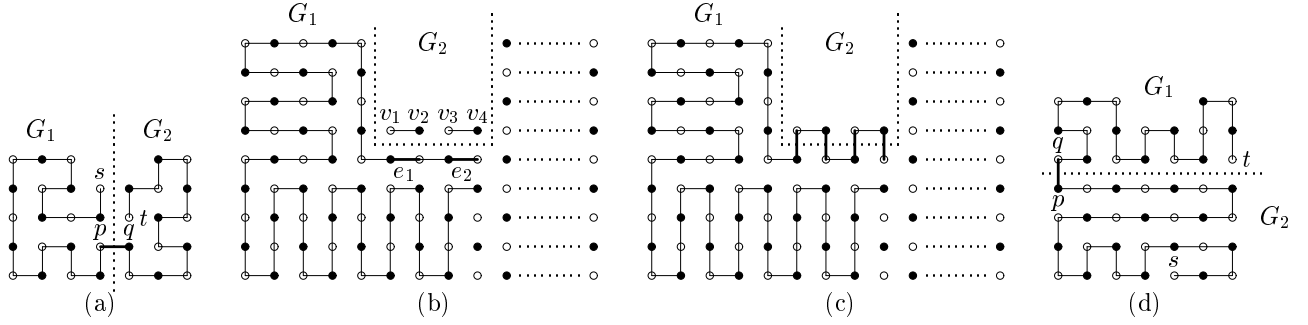 G₁ G₂
s
p q t
(a)
G₁
G₂
v₁ v₂ v₃ v₄
e₁ e₂
(b)
G₁
G₂
(c)
G₁
q
t
p
G₂
s
(d)